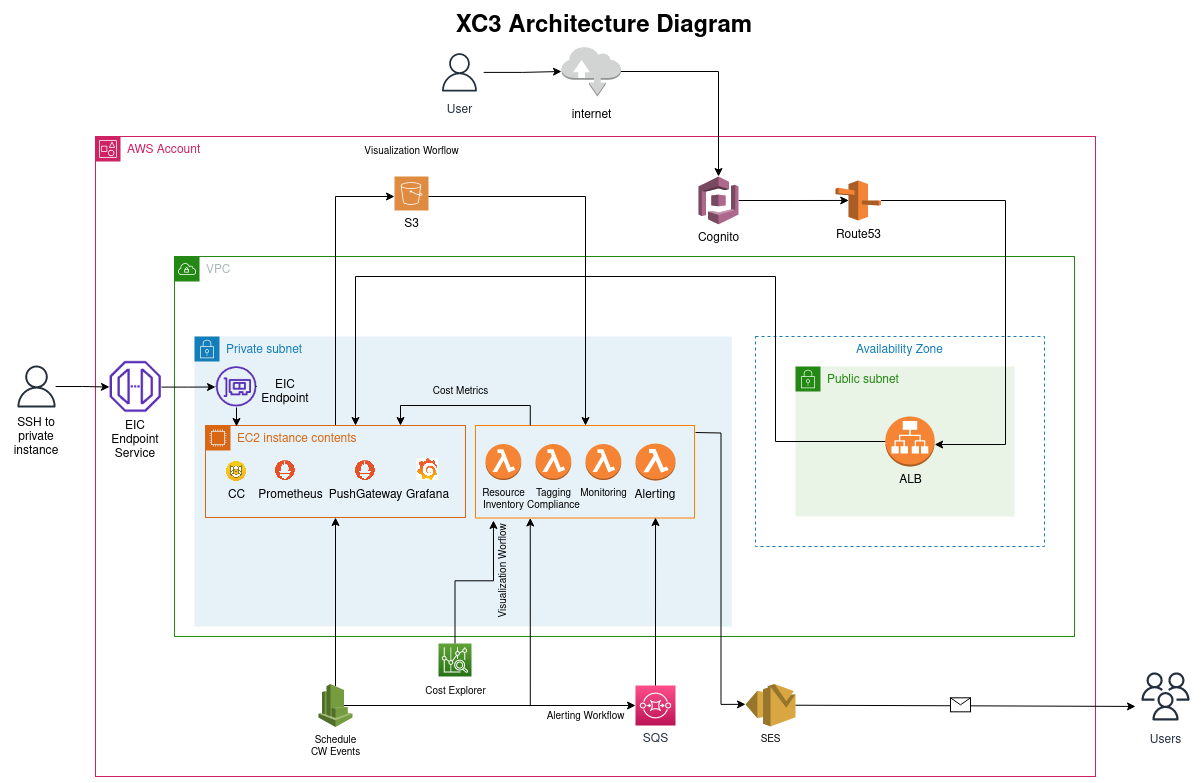 XC3 Architecture Diagram
User
internet
AWS Account
Visualization Worflow
S3
Cognito
Route53
VPC
Private subnet
Availability Zone
Public subnet
EIC
Endpoint
Cost Metrics
SSH to
private
instance
EIC
Endpoint
Service
EC2 instance contents
CC
Prometheus
PushGateway
Grafana
Resource
Inventory
Tagging
Compliance
Monitoring
Alerting
ALB
Visualization Worflow
Cost Explorer
Alerting Workflow
Schedule
CW Events
SQS
SES
Users